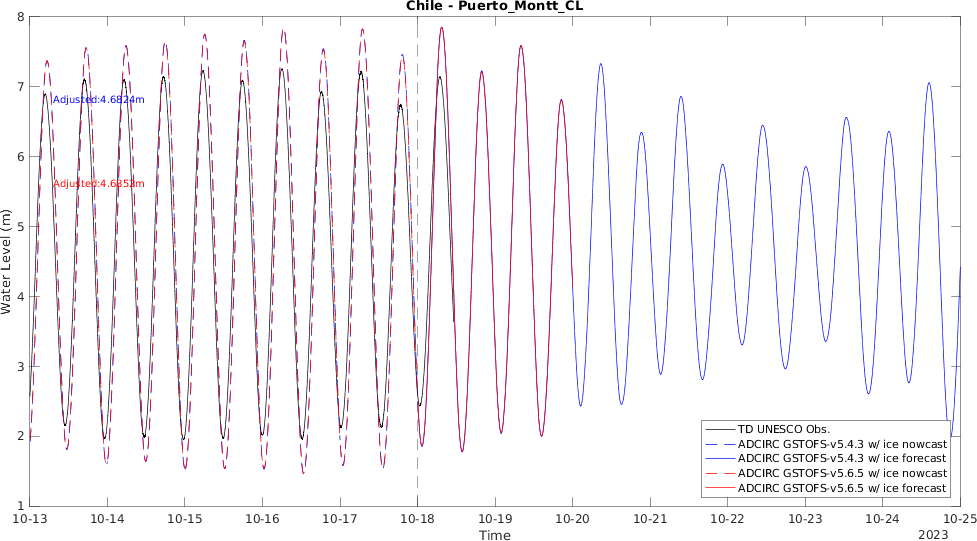 Chile - Puerto_Montt_CL
8
7
6
5
4
3
2
1
Water Level (m)
Adjusted:4.6824m
Adjusted:4.6353m
TD UNESCO Obs.
ADCIRC GSTOFS-v5.4.3 w/ ice nowcast
ADCIRC GSTOFS-v5.4.3 w/ ice forecast
ADCIRC GSTOFS-v5.6.5 w/ ice nowcast
ADCIRC GSTOFS-v5.6.5 w/ ice forecast
10-13 10-14 10-15 10-16 10-17 10-18 10-19 10-20 10-21 10-22 10-23 10-24 10-25
Time
2023